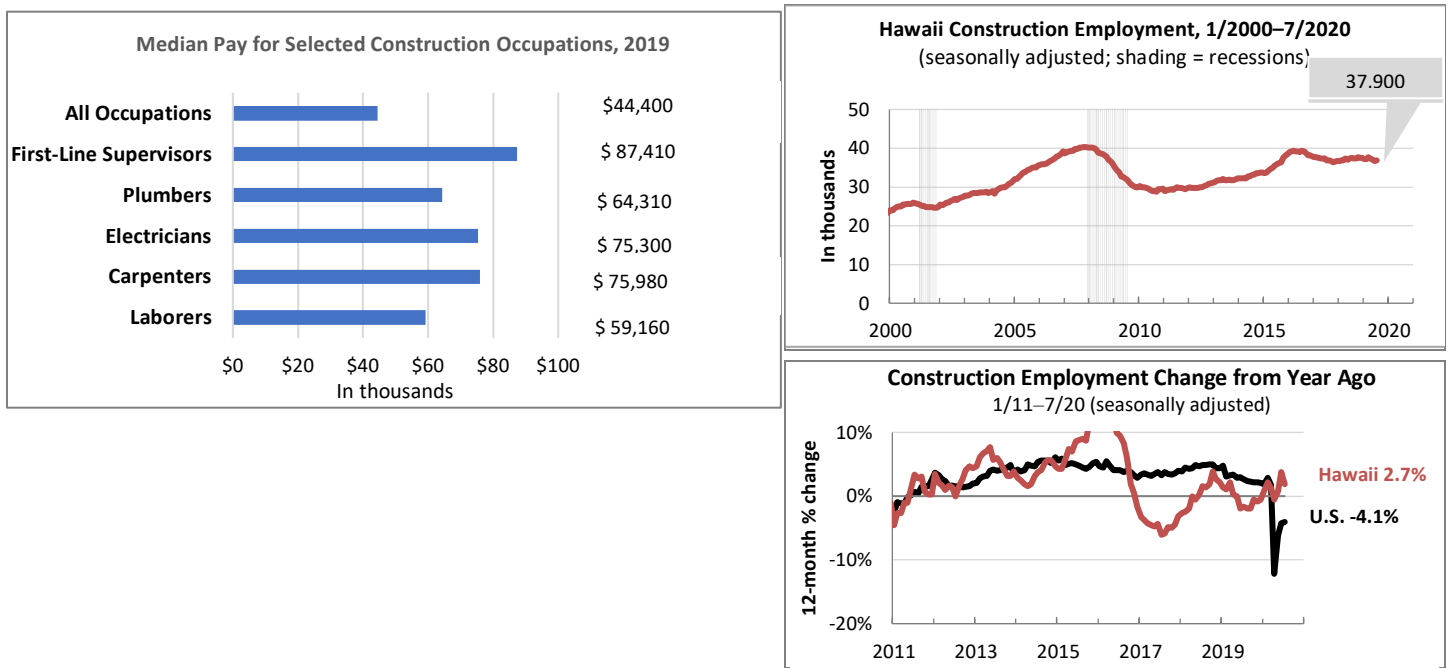 Median Pay for Selected Construction Occupations, 2019
All Occupations
$44,400
First-Line Supervisors
$ 87,410
Plumbers
$ 64,310
Electricians
$ 75,300
Carpenters
$ 75,980
Laborers
$ 59,160
$0 $20 $40 $60 $80 $100
In thousands
Hawaii Construction Employment, 1/2000–7/2020
(seasonally adjusted; shading = recessions)
37.900
In thousands
50
40
30
20
10
0
2000 2005 2010 2015 2020
Construction Employment Change from Year Ago
1/11–7/20 (seasonally adjusted)
12-month % change
10%
0%
-10%
-20%
Hawaii 2.7%
U.S. -4.1%
2011 2013 2015 2017 2019